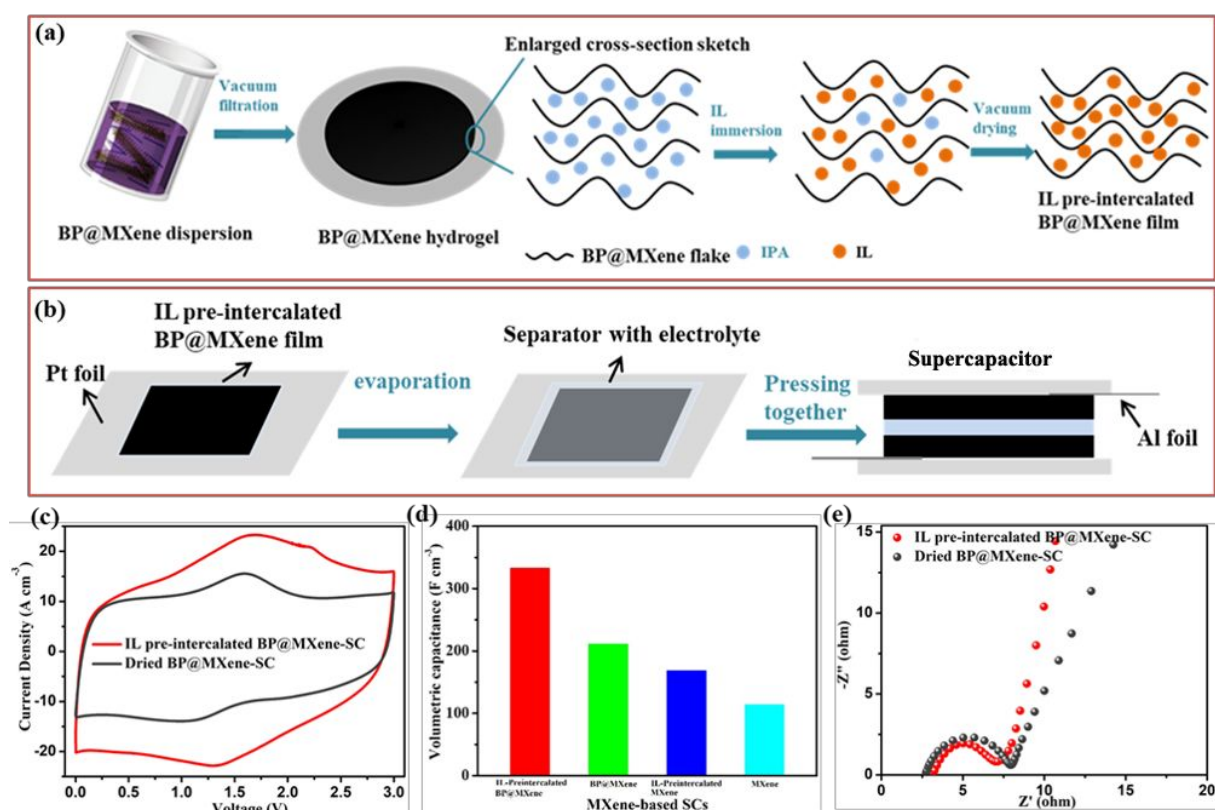 (a)
Enlarged cross-section sketch
Vacuum
filtration
IL
immersion
Vacuum
drying
BP@MXene dispersion
BP@MXene hydrogel
IL pre-intercalated
BP@MXene film
BP@MXene flake
IPA
IL
(b)
IL pre-intercalated
BP@MXene film
Pt foil
evaporation
Separator with electrolyte
Pressing
together
Supercapacitor
Al foil
(c)
Current Density (A cm-3)
20
10
0
-10
-20
IL pre-intercalated BP@MXene-SC
Dried BP@MXene-SC
0.0 0.5 1.0 1.5 2.0 2.5 3.0
Voltage (V)
(d)
Volumetric capacitance (F cm-3)
400
300
200
100
0
IL-Preintercalated
BP@MXene
BP@MXene
IL-Preintercalated
MXene
MXene
MXene-based SCs
(e)
-Z'' (ohm)
15
10
5
0
IL pre-intercalated BP@MXene-SC
Dried BP@MXene-SC
0 5 10 15 20
Z' (ohm)